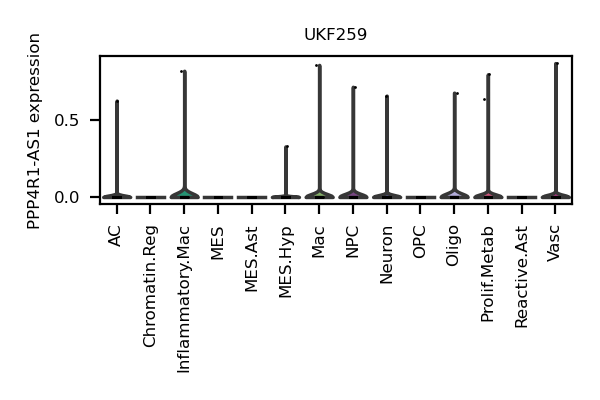 UKF259
PPP4R1-AS1 expression
0.5
0.0
AC
Chromatin.Reg
Inflammatory.Mac
MES
MES.Ast
MES.Hyp
Mac
NPC
Neuron
OPC
Oligo
Prolif.Metab
Reactive.Ast
Vasc